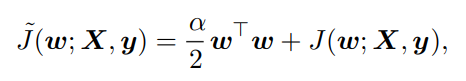 J̃(w; X, y) = α/2 w⊤w + J(w; X, y),